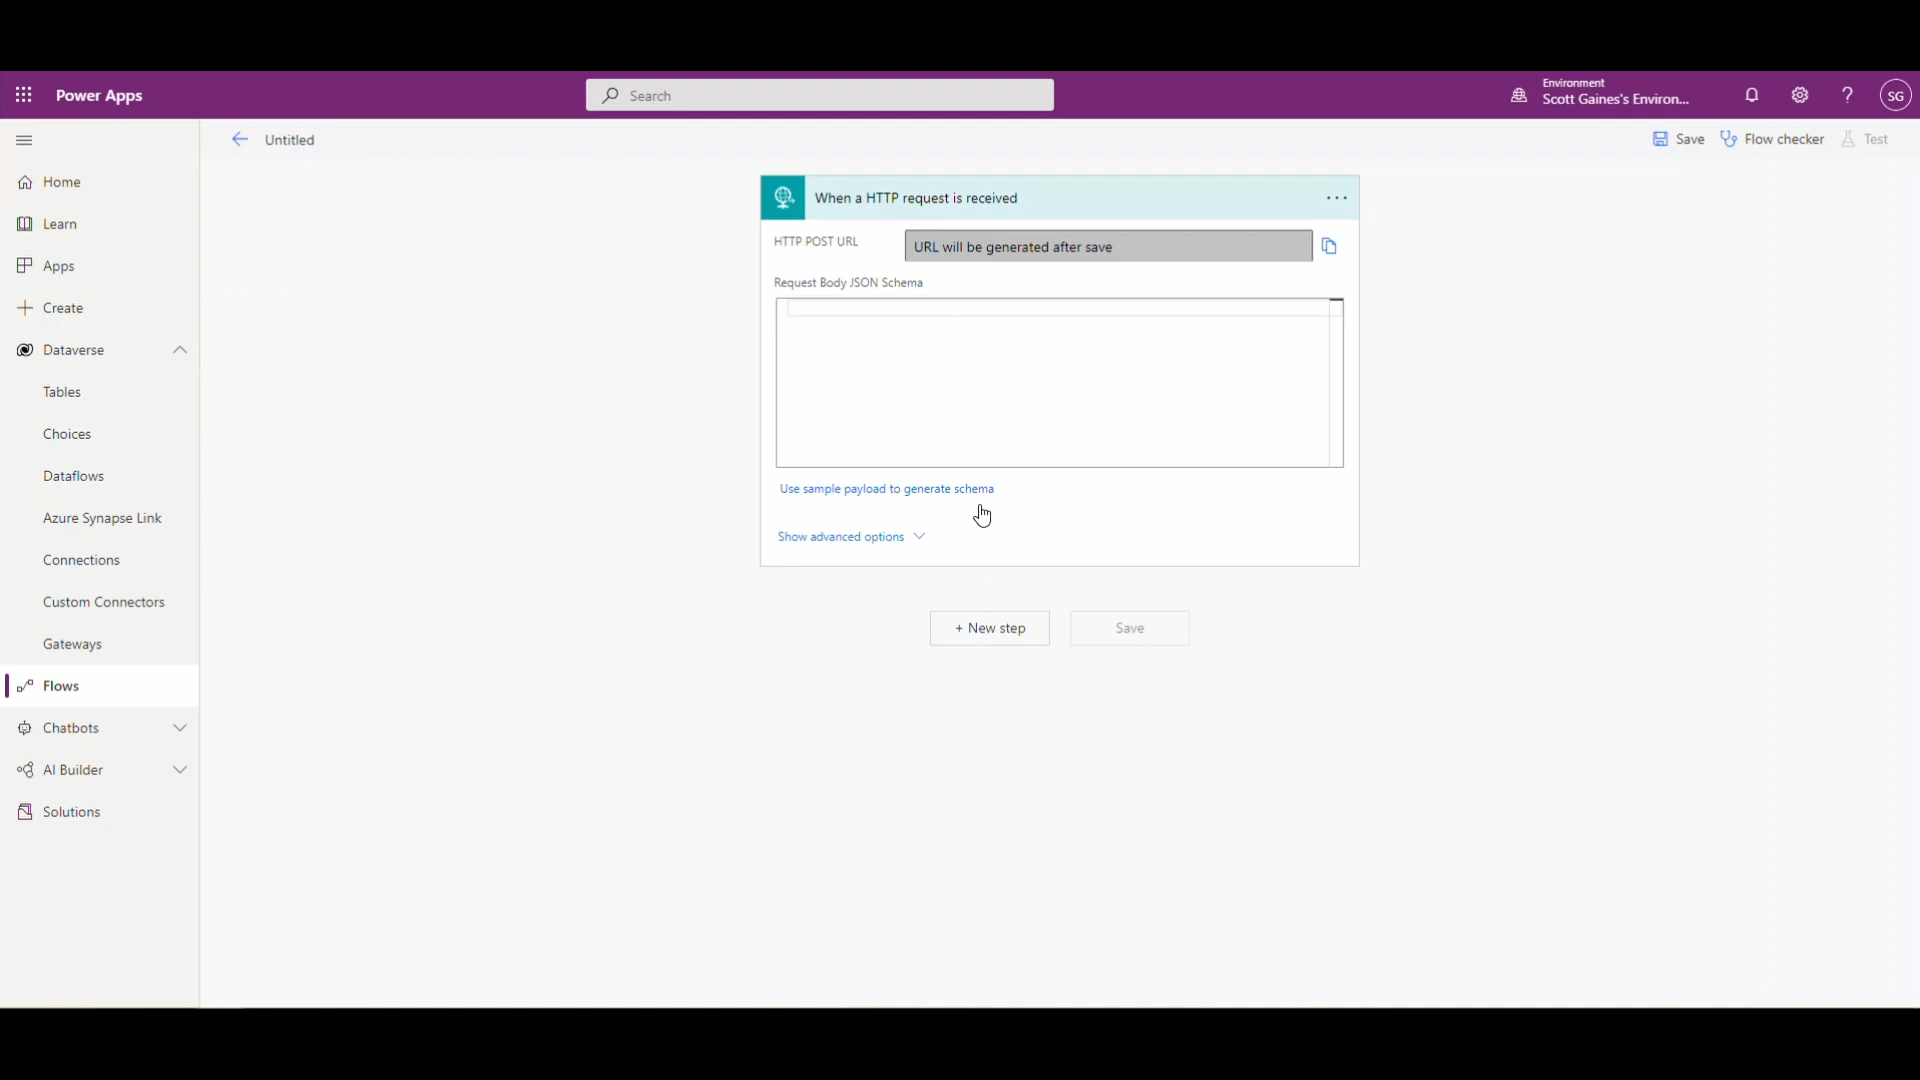 Power Apps
Search
Environment
Scott Gaines's Environ...
?
SG
Untitled
Save
Flow checker
Test
Home
Learn
Apps
Create
Dataverse
Tables
Choices
Dataflows
Azure Synapse Link
Connections
Custom Connectors
Gateways
Flows
Chatbots
AI Builder
Solutions
When a HTTP request is received
...
HTTP POST URL
URL will be generated after save
Request Body JSON Schema
Use sample payload to generate schema
Show advanced options
+ New step
Save